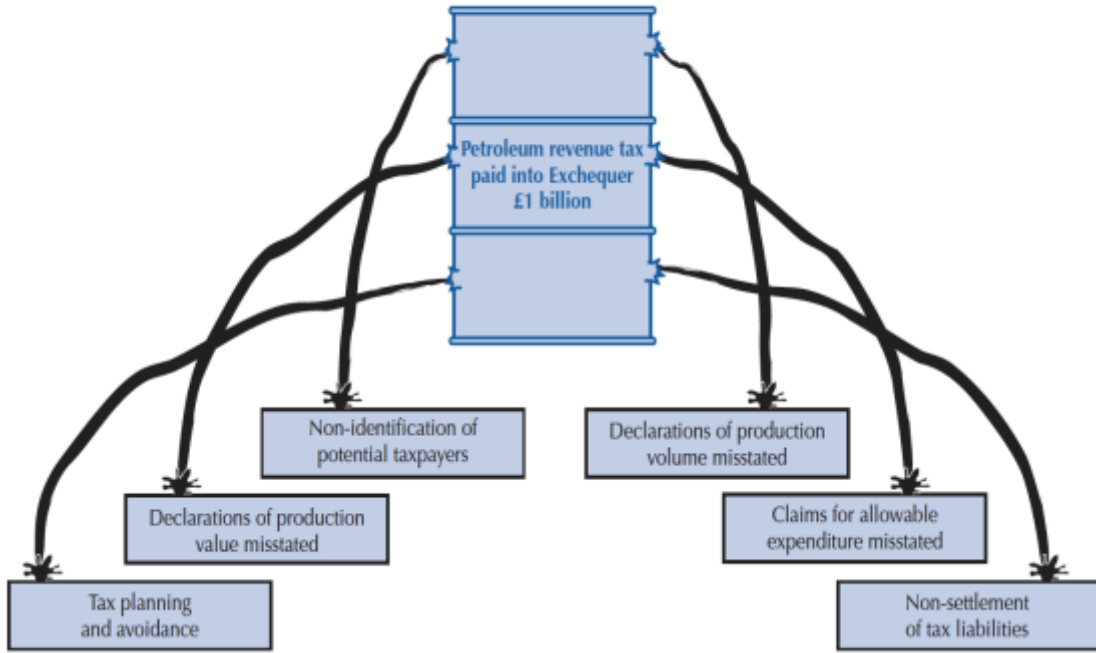 Petroleum revenue tax
paid into Exchequer
£1 billion
Non-identification of
potential taxpayers
Declarations of production
volume misstated
Declarations of production
value misstated
Claims for allowable
expenditure misstated
Tax planning
and avoidance
Non-settlement
of tax liabilities